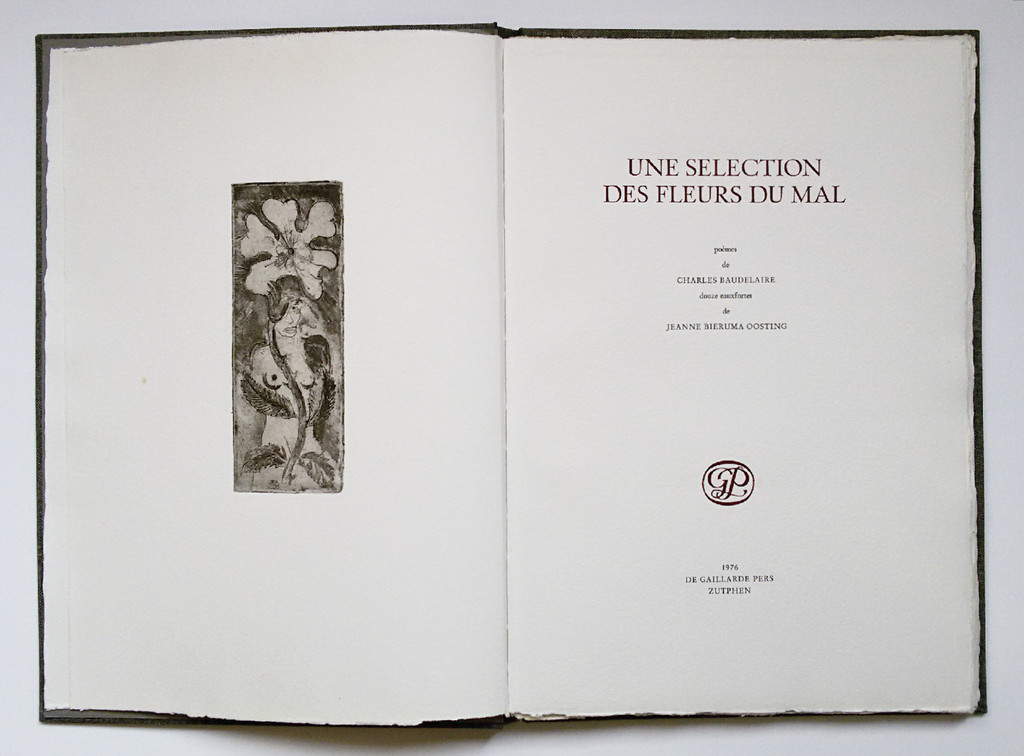 UNE SELECTION
DES FLEURS DU MAL
poèmes
de
CHARLES BAUDELAIRE
douze eauxfortes
de
JEANNE BIERUMA OOSTING
GP
1976
DE GAILLARDE PERS
ZUTPHEN